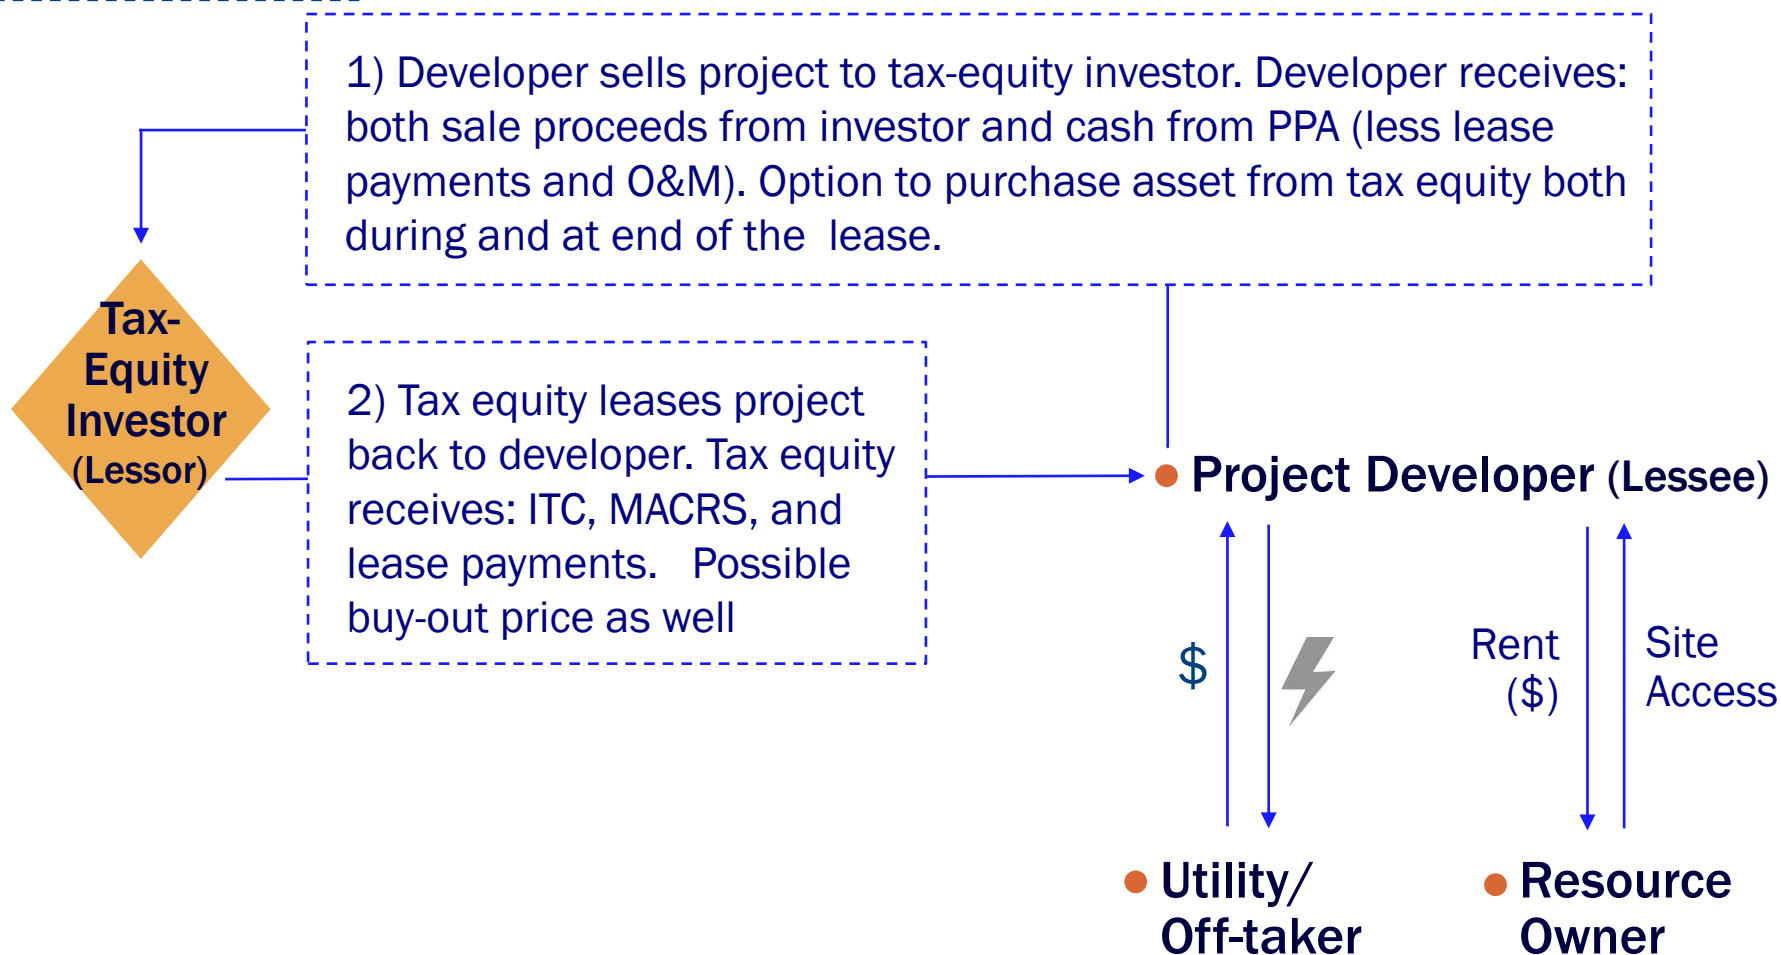 1) Developer sells project to tax-equity investor. Developer receives:
both sale proceeds from investor and cash from PPA (less lease
payments and O&M). Option to purchase asset from tax equity both
during and at end of the lease.
Tax-
Equity
Investor
(Lessor)
2) Tax equity leases project
back to developer. Tax equity
receives: ITC, MACRS, and
lease payments. Possible
buy-out price as well
Project Developer (Lessee)
$
Rent
($)
Site
Access
Utility/
Off-taker
Resource
Owner